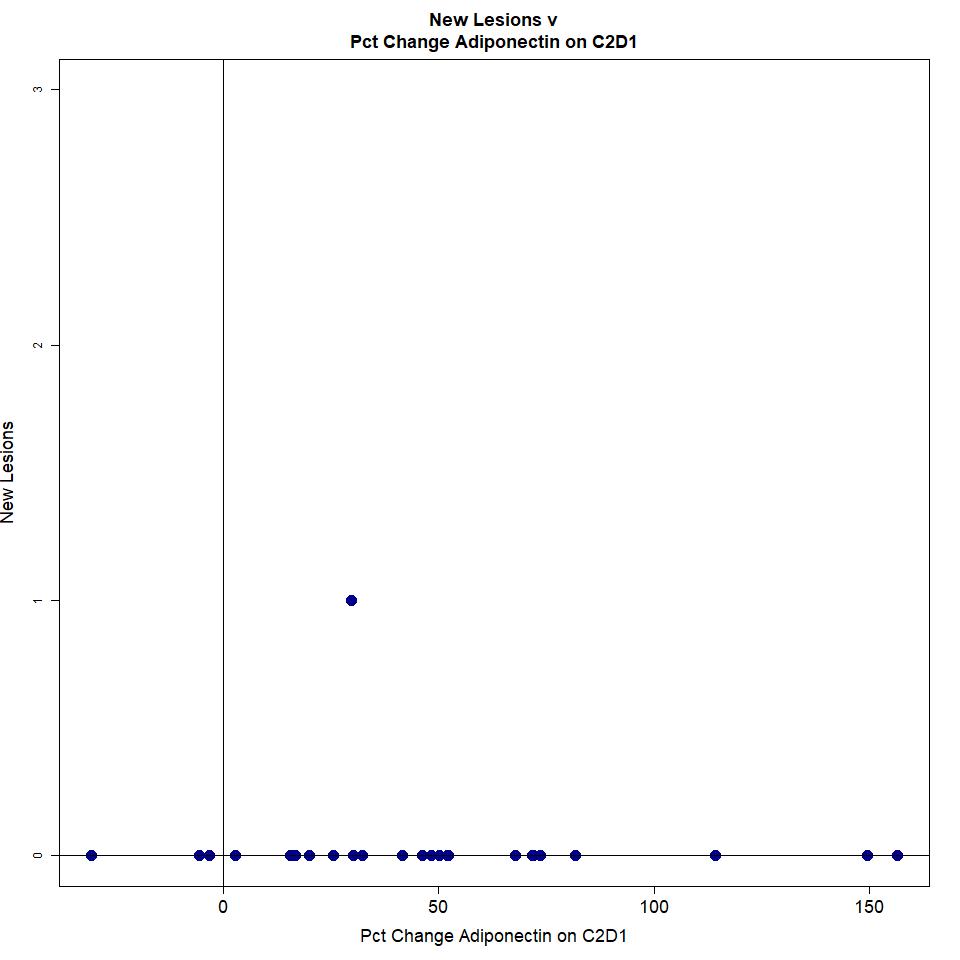 New Lesions v
Pct Change Adiponectin on C2D1
3
2
1
0
New Lesions
0 50 100 150
Pct Change Adiponectin on C2D1